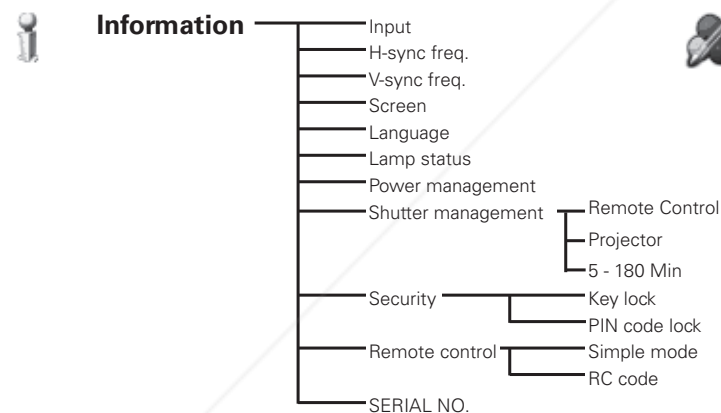 Information
Input
H-sync freq.
V-sync freq.
Screen
Language
Lamp status
Power management
Shutter management
Remote Control
Projector
5 - 180 Min
Security
Key lock
PIN code lock
Remote control
Simple mode
RC code
SERIAL NO.